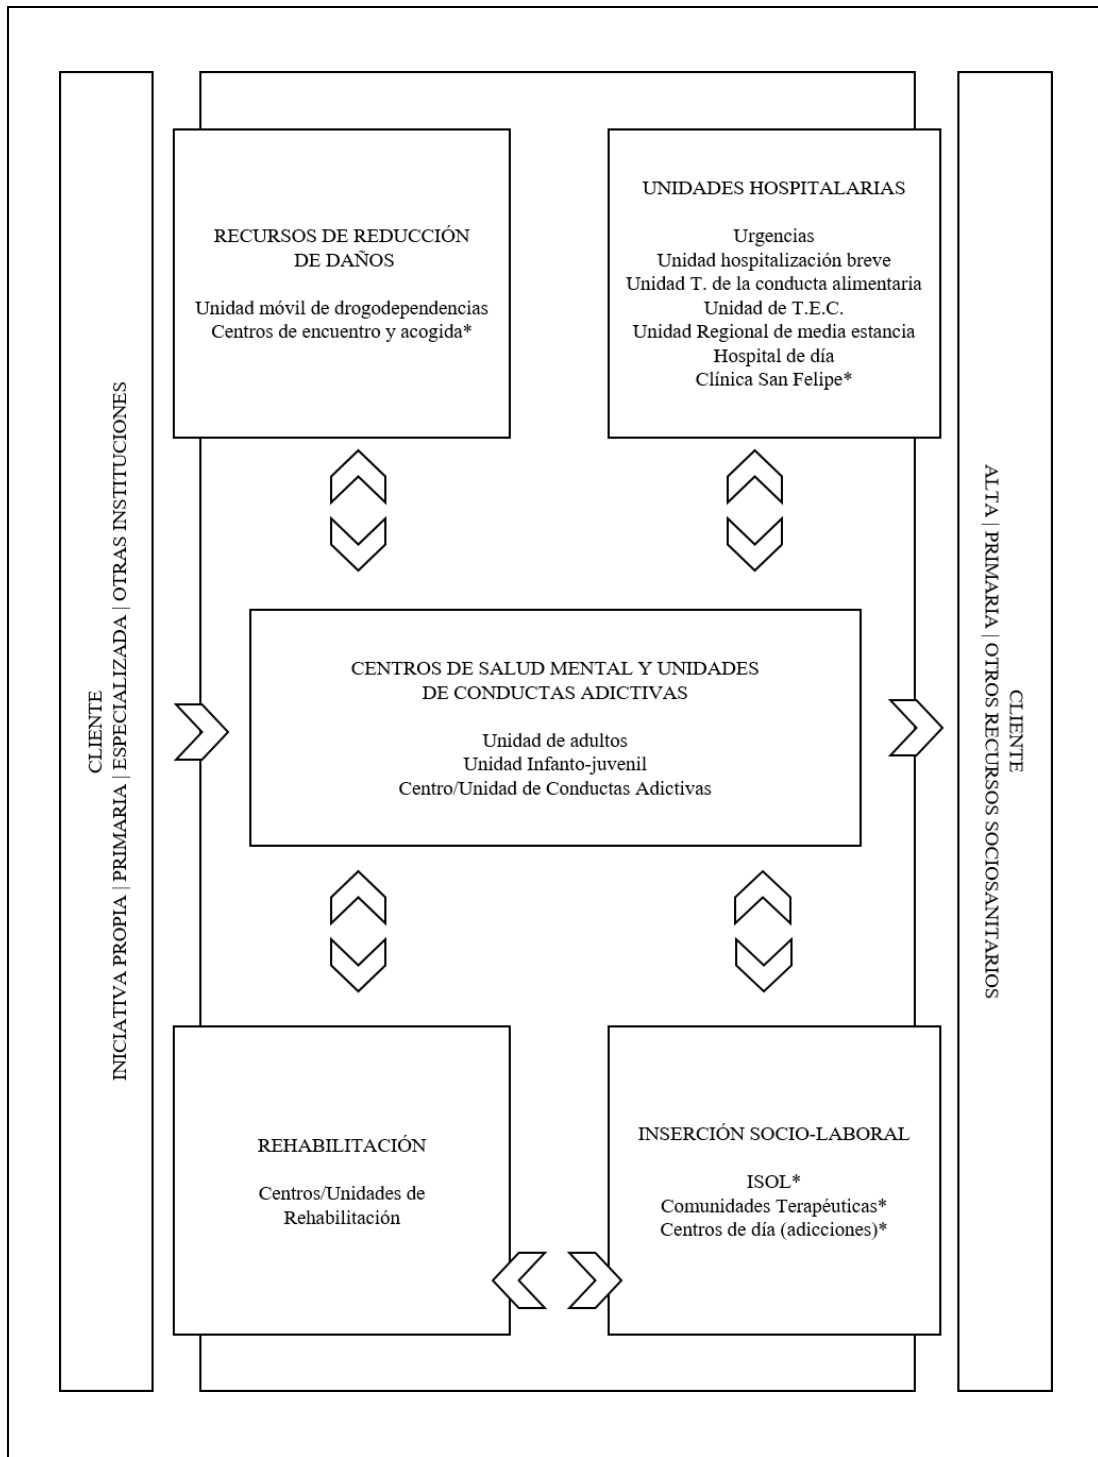 CLIENTE
INICIATIVA PROPIA | PRIMARIA | ESPECIALIZADA | OTRAS INSTITUCIONES
RECURSOS DE REDUCCIÓN
DE DAÑOS
Unidad móvil de drogodependencias
Centros de encuentro y acogida*
UNIDADES HOSPITALARIAS
Urgencias
Unidad hospitalización breve
Unidad T. de la conducta alimentaria
Unidad de T.E.C.
Unidad Regional de media estancia
Hospital de día
Clínica San Felipe*
CENTROS DE SALUD MENTAL Y UNIDADES
DE CONDUCTAS ADICTIVAS
Unidad de adultos
Unidad Infanto-juvenil
Centro/Unidad de Conductas Adictivas
REHABILITACIÓN
Centros/Unidades de
Rehabilitación
INSERCIÓN SOCIO-LABORAL
ISOL*
Comunidades Terapéuticas*
Centros de día (adicciones)*
CLIENTE
ALTA | PRIMARIA | OTROS RECURSOS SOCIOSANITARIOS